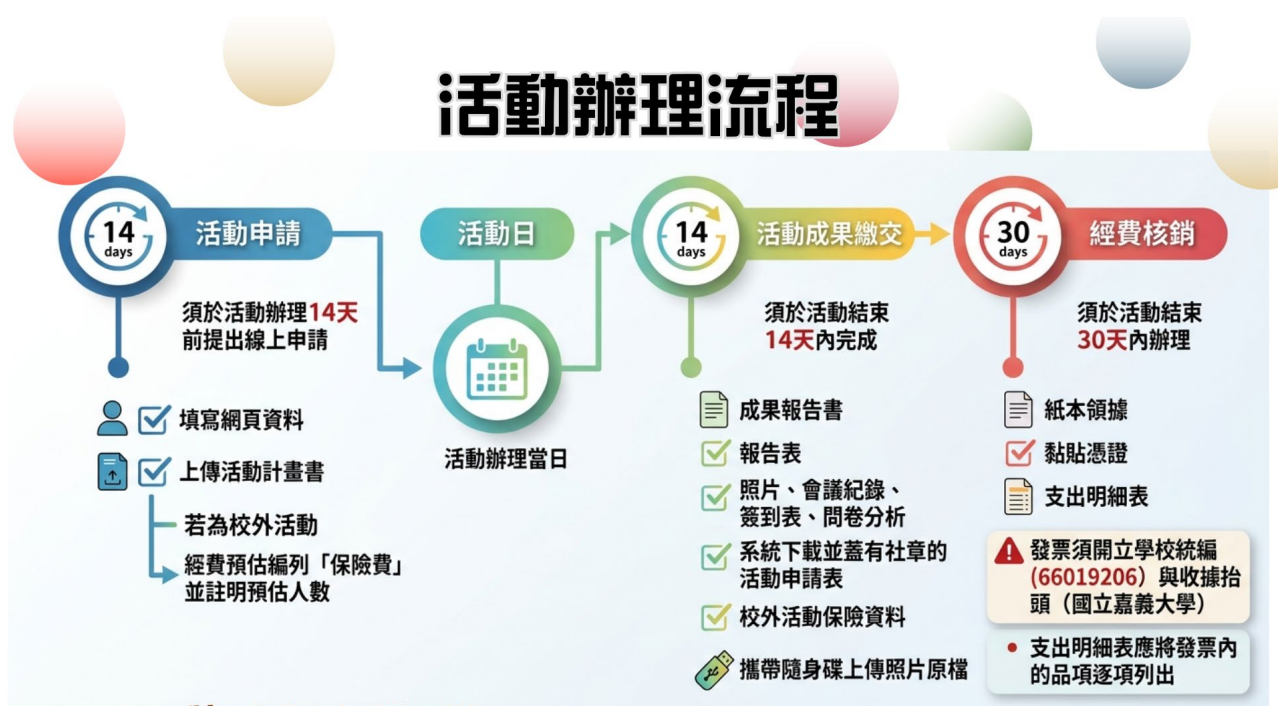 活動辦理流程
14
days
活動申請
須於活動辦理14天
前提出線上申請
填寫網頁資料
上傳活動計畫書
若為校外活動
經費預估編列「保險費」
並註明預估人數
活動日
活動辦理當日
14
days
活動成果繳交
須於活動結束
14天內完成
成果報告書
報告表
照片、會議紀錄、
簽到表、問卷分析
系統下載並蓋有社章的
活動申請表
校外活動保險資料
攜帶隨身碟上傳照片原檔
30
days
經費核銷
須於活動結束
30天內辦理
紙本領據
黏貼憑證
支出明細表
發票須開立學校統編
(66019206）與收據抬
頭（國立嘉義大學）
支出明細表應將發票內
的品項逐項列出